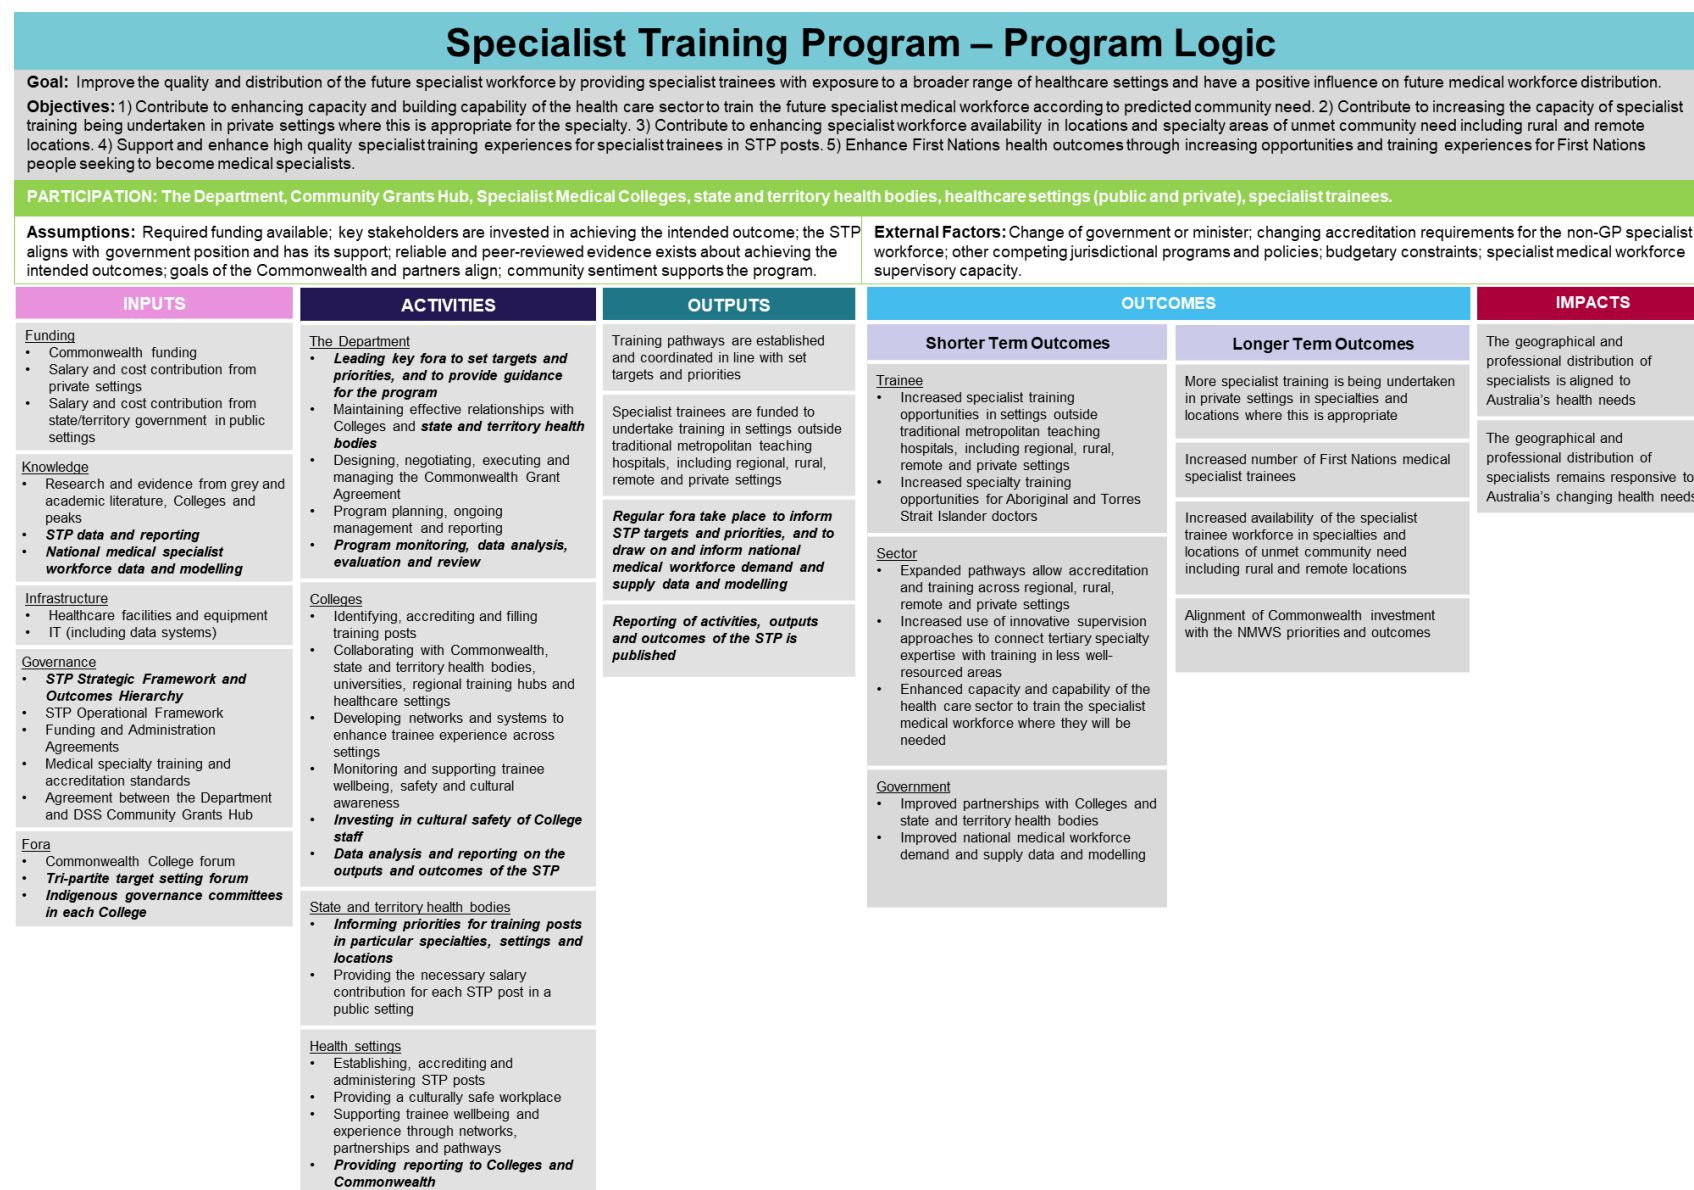 Specialist Training Program – Program Logic
Goal: Improve the quality and distribution of the future specialist workforce by providing specialist trainees with exposure to a broader range of healthcare settings and have a positive influence on future medical workforce distribution.
Objectives: 1) Contribute to enhancing capacity and building capability of the health care sector to train the future specialist medical workforce according to predicted community need. 2) Contribute to increasing the capacity of specialist
training being undertaken in private settings where this is appropriate for the specialty. 3) Contribute to enhancing specialist workforce availability in locations and specialty areas of unmet community need including rural and remote
locations. 4) Support and enhance high quality specialist training experiences for specialist trainees in STP posts. 5) Enhance First Nations health outcomes through increasing opportunities and training experiences for First Nations
people seeking to become medical specialists.
PARTICIPATION: The Department, Community Grants Hub, Specialist Medical Colleges, state and territory health bodies, healthcare settings (public and private), specialist trainees.
Assumptions: Required funding available; key stakeholders are invested in achieving the intended outcome; the STP
aligns with government position and has its support; reliable and peer-reviewed evidence exists about achieving the
intended outcomes; goals of the Commonwealth and partners align; community sentiment supports the program.
External Factors: Change of government or minister; changing accreditation requirements for the non-GP specialist
workforce; other competing jurisdictional programs and policies; budgetary constraints; specialist medical workforce
supervisory capacity.
INPUTS
Funding
• Commonwealth funding
• Salary and cost contribution from
private settings
• Salary and cost contribution from
state/territory government in public
settings
Knowledge
• Research and evidence from grey and
academic literature, Colleges and
peaks
• STP data and reporting
• National medical specialist
workforce data and modelling
Infrastructure
• Healthcare facilities and equipment
• IT (including data systems)
Governance
• STP Strategic Framework and
Outcomes Hierarchy
• STP Operational Framework
• Funding and Administration
Agreements
• Medical specialty training and
accreditation standards
• Agreement between the Department
and DSS Community Grants Hub
Fora
• Commonwealth College forum
• Tri-partite target setting forum
• Indigenous governance committees
in each College
ACTIVITIES
The Department
• Leading key fora to set targets and
priorities, and to provide guidance
for the program
• Maintaining effective relationships with
Colleges and state and territory health
bodies
• Designing, negotiating, executing and
managing the Commonwealth Grant
Agreement
• Program planning, ongoing
management and reporting
• Program monitoring, data analysis,
evaluation and review
Colleges
• Identifying, accrediting and filling
training posts
• Collaborating with Commonwealth,
state and territory health bodies,
universities, regional training hubs and
healthcare settings
• Developing networks and systems to
enhance trainee experience across
settings
• Monitoring and supporting trainee
wellbeing, safety and cultural
awareness
• Investing in cultural safety of College
staff
• Data analysis and reporting on the
outputs and outcomes of the STP
State and territory health bodies
• Informing priorities for training posts
in particular specialties, settings and
locations
• Providing the necessary salary
contribution for each STP post in a
public setting
Health settings
• Establishing, accrediting and
administering STP posts
• Providing a culturally safe workplace
• Supporting trainee wellbeing and
experience through networks,
partnerships and pathways
• Providing reporting to Colleges and
Commonwealth
OUTPUTS
Training pathways are established
and coordinated in line with set
targets and priorities
Specialist trainees are funded to
undertake training in settings outside
traditional metropolitan teaching
hospitals, including regional, rural,
remote and private settings
Regular fora take place to inform
STP targets and priorities, and to
draw on and inform national
medical workforce demand and
supply data and modelling
Reporting of activities, outputs
and outcomes of the STP is
published
OUTCOMES
Shorter Term Outcomes
Trainee
• Increased specialist training
opportunities in settings outside
traditional metropolitan teaching
hospitals, including regional, rural,
remote and private settings
• Increased specialty training
opportunities for Aboriginal and Torres
Strait Islander doctors
Sector
• Expanded pathways allow accreditation
and training across regional, rural,
remote and private settings
• Increased use of innovative supervision
approaches to connect tertiary specialty
expertise with training in less well-
resourced areas
• Enhanced capacity and capability of the
health care sector to train the specialist
medical workforce where they will be
needed
Government
• Improved partnerships with Colleges and
state and territory health bodies
• Improved national medical workforce
demand and supply data and modelling
Longer Term Outcomes
More specialist training is being undertaken
in private settings in specialties and
locations where this is appropriate
Increased number of First Nations medical
specialist trainees
Increased availability of the specialist
trainee workforce in specialties and
locations of unmet community need
including rural and remote locations
Alignment of Commonwealth investment
with the NMWS priorities and outcomes
IMPACTS
The geographical and
professional distribution of
specialists is aligned to
Australia's health needs
The geographical and
professional distribution of
specialists remains responsive to
Australia's changing health needs